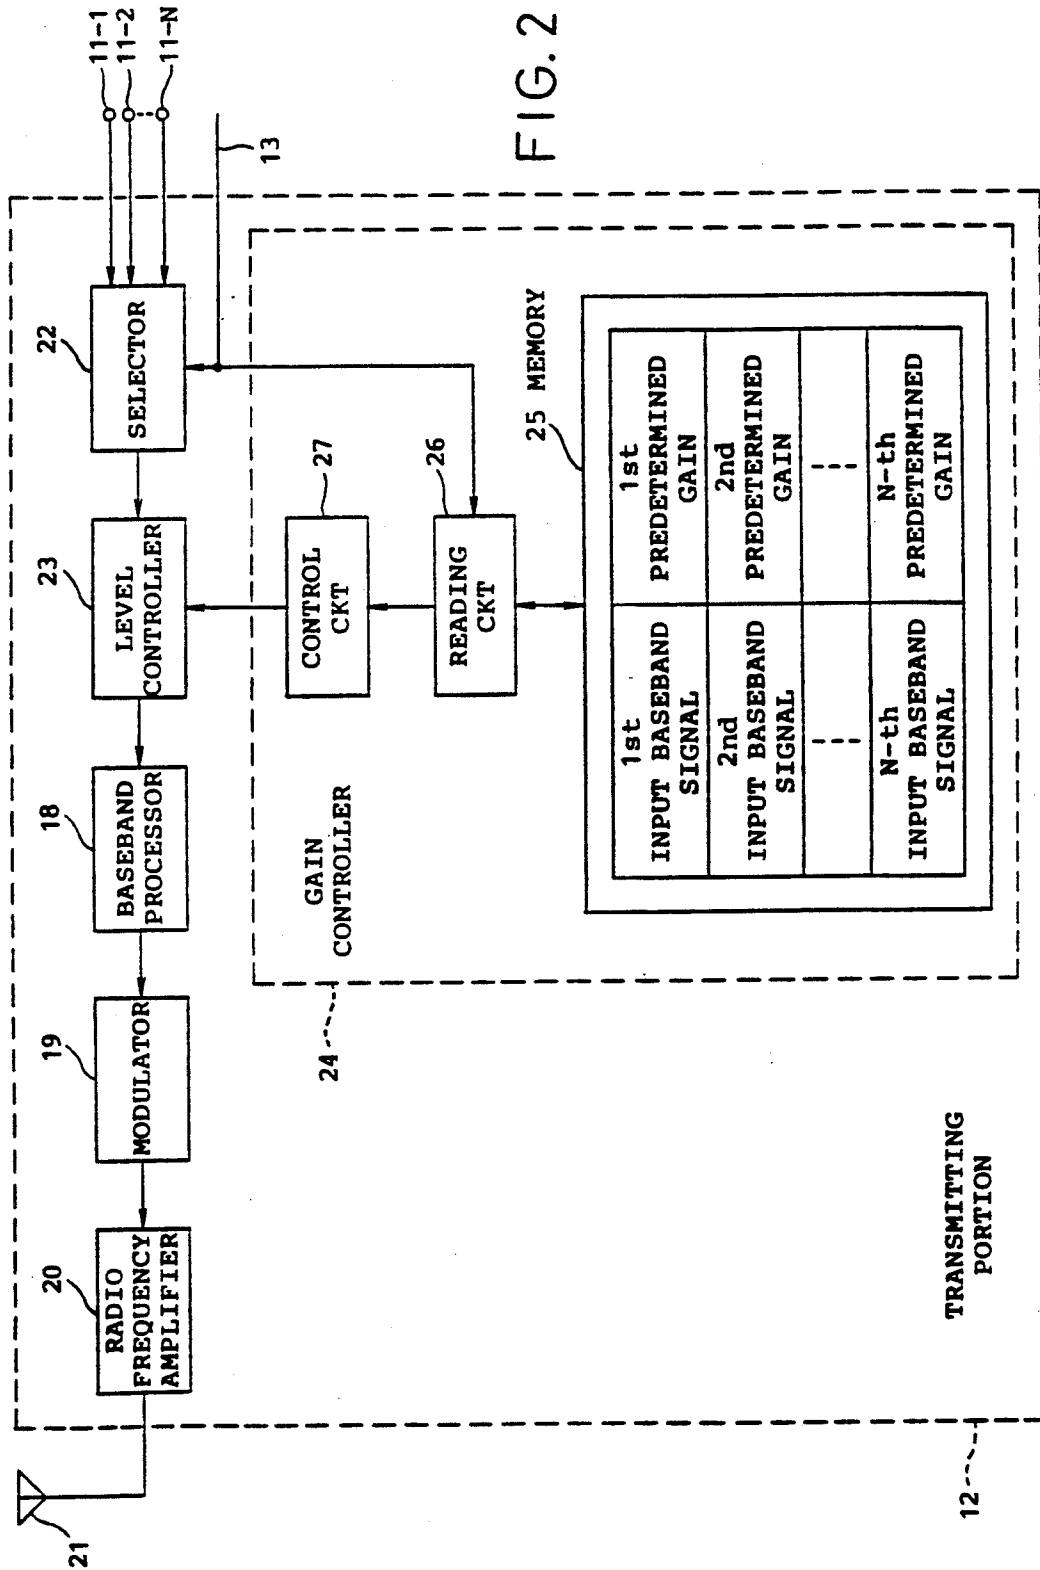 21
20
RADIO
FREQUENCY
AMPLIFIER
19
MODULATOR
18
BASEBAND
PROCESSOR
23
LEVEL
CONTROLLER
22
SELECTOR
11-1
11-2
11-N
13
24
GAIN
CONTROLLER
27
CONTROL
CKT
26
READING
CKT
25 MEMORY
1st
INPUT BASEBAND
SIGNAL
1st
PREDETERMINED
GAIN
2nd
INPUT BASEBAND
SIGNAL
2nd
PREDETERMINED
GAIN
N-th
INPUT BASEBAND
SIGNAL
N-th
PREDETERMINED
GAIN
12
TRANSMITTING
PORTION
FIG. 2